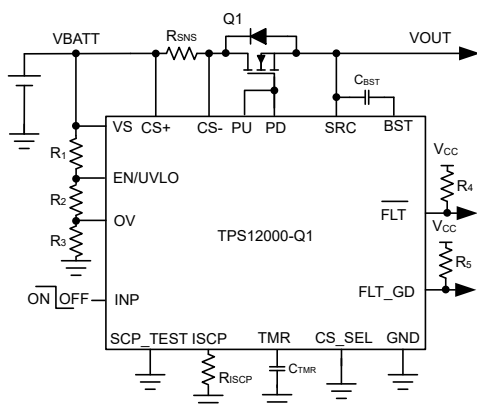 Q1
VBATT RSNS VOUT
CBST
VS CS+ CS- PU PD SRC BST
R1
EN/UVLO
R2
OV
R3
VCC
R4
FLT
TPS12000-Q1
VCC
R5
FLT_GD
ON OFF INP
SCP_TEST ISCP TMR CS_SEL GND
RISCP CTMR